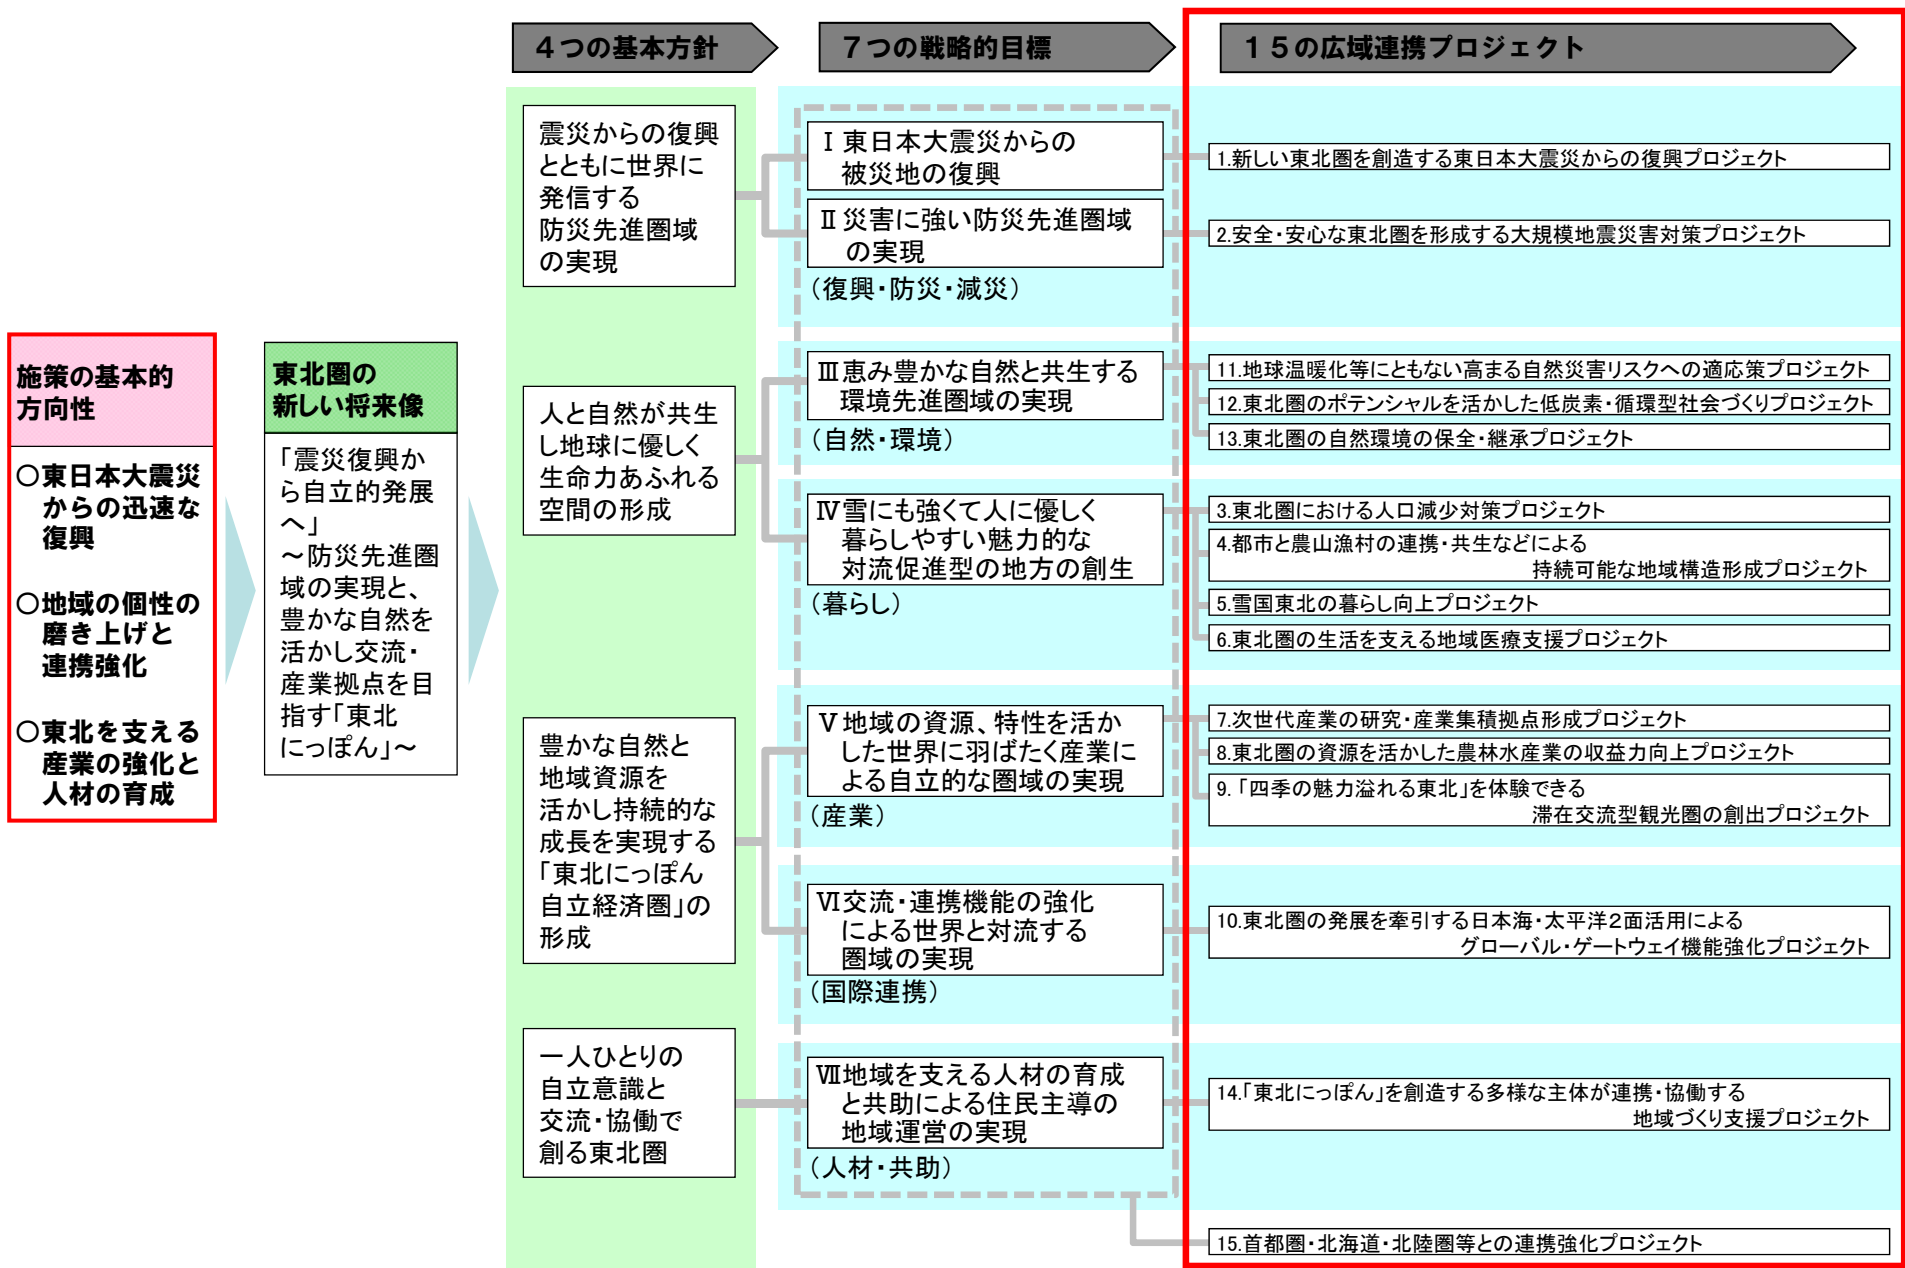 ４つの基本方針
７つの戦略的目標
１５の広域連携プロジェクト
施策の基本的
方向性
○東日本大震災
からの迅速な
復興
○地域の個性の
磨き上げと
連携強化
○東北を支える
産業の強化と
人材の育成
東北圏の
新しい将来像
「震災復興か
ら自立的発展
へ」
～防災先進圏
域の実現と、
豊かな自然を
活かし交流・
産業拠点を目
指す「東北
にっぽん」～
震災からの復興
とともに世界に
発信する
防災先進圏域
の実現
人と自然が共生
し地球に優しく
生命力あふれる
空間の形成
豊かな自然と
地域資源を
活かし持続的な
成長を実現する
「東北にっぽん
自立経済圏」の
形成
一人ひとりの
自立意識と
交流・協働で
創る東北圏
Ⅰ 東日本大震災からの
被災地の復興
Ⅱ 災害に強い防災先進圏域
の実現
（復興・防災・減災）
Ⅲ 恵み豊かな自然と共生する
環境先進圏域の実現
（自然・環境）
Ⅳ 雪にも強くて人に優しく
暮らしやすい魅力的な
対流促進型の地方の創生
（暮らし）
Ⅴ 地域の資源、特性を活か
した世界に羽ばたく産業に
よる自立的な圏域の実現
（産業）
Ⅵ 交流・連携機能の強化
による世界と対流する
圏域の実現
（国際連携）
Ⅶ 地域を支える人材の育成
と共助による住民主導の
地域運営の実現
（人材・共助）
1.新しい東北圏を創造する東日本大震災からの復興プロジェクト
2.安全・安心な東北圏を形成する大規模地震災害対策プロジェクト
11.地球温暖化等にともない高まる自然災害リスクへの適応策プロジェクト
12.東北圏のポテンシャルを活かした低炭素・循環型社会づくりプロジェクト
13.東北圏の自然環境の保全・継承プロジェクト
3.東北圏における人口減少対策プロジェクト
4.都市と農山漁村の連携・共生などによる
持続可能な地域構造形成プロジェクト
5.雪国東北の暮らし向上プロジェクト
6.東北圏の生活を支える地域医療支援プロジェクト
7.次世代産業の研究・産業集積拠点形成プロジェクト
8.東北圏の資源を活かした農林水産業の収益力向上プロジェクト
9.「四季の魅力溢れる東北」を体験できる
滞在交流型観光圏の創出プロジェクト
10.東北圏の発展を牽引する日本海・太平洋２面活用による
グローバル・ゲートウェイ機能強化プロジェクト
14.「東北にっぽん」を創造する多様な主体が連携・協働する
地域づくり支援プロジェクト
15.首都圏・北海道・北陸圏等との連携強化プロジェクト